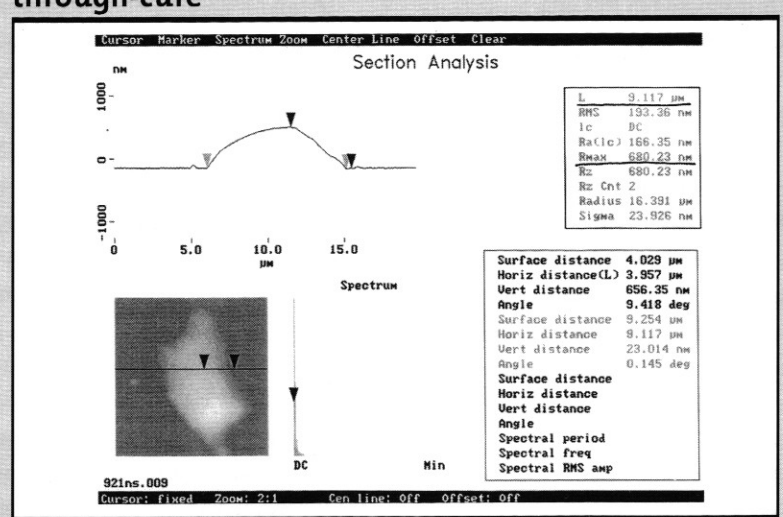 through-cure
Cursor Marker Spectrum Zoom Center Line Offset Clear
Section Analysis
nm
1000
0
-1000
0 5.0 10.0 15.0
µm
L 9.117 µm
RMS 193.36 nm
lc DC
Ra(lc) 166.35 nm
Rmax 680.23 nm
Rz 680.23 nm
Rz Cnt 2
Radius 16.391 µm
Sigma 23.926 nm
Spectrum
DC Min
Surface distance 4.029 µm
Horiz distance(L) 3.957 µm
Vert distance 656.35 nm
Angle 9.418 deg
Surface distance 9.254 µm
Horiz distance 9.117 µm
Vert distance 23.014 nm
Angle 0.145 deg
Surface distance
Horiz distance
Vert distance
Angle
Spectral period
Spectral freq
Spectral RMS amp
921ns.009
Cursor: fixed Zoom: 2:1 Cen line: Off Offset: Off